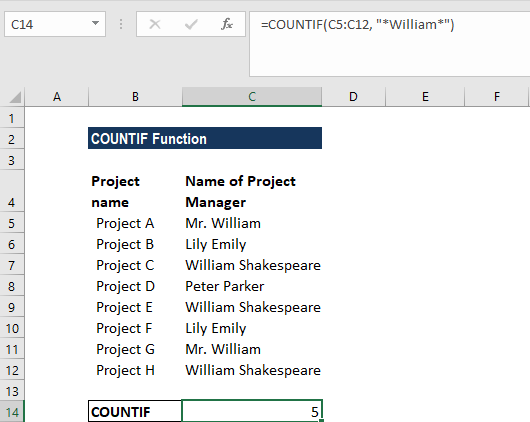 C14 fx =COUNTIF(C5:C12, "*William*")
A B C D E F
1
2 COUNTIF Function
3
Project Name of Project
4 name Manager
5 Project A Mr. William
6 Project B Lily Emily
7 Project C William Shakespeare
8 Project D Peter Parker
9 Project E William Shakespeare
10 Project F Lily Emily
11 Project G Mr. William
12 Project H William Shakespeare
13
14 COUNTIF 5